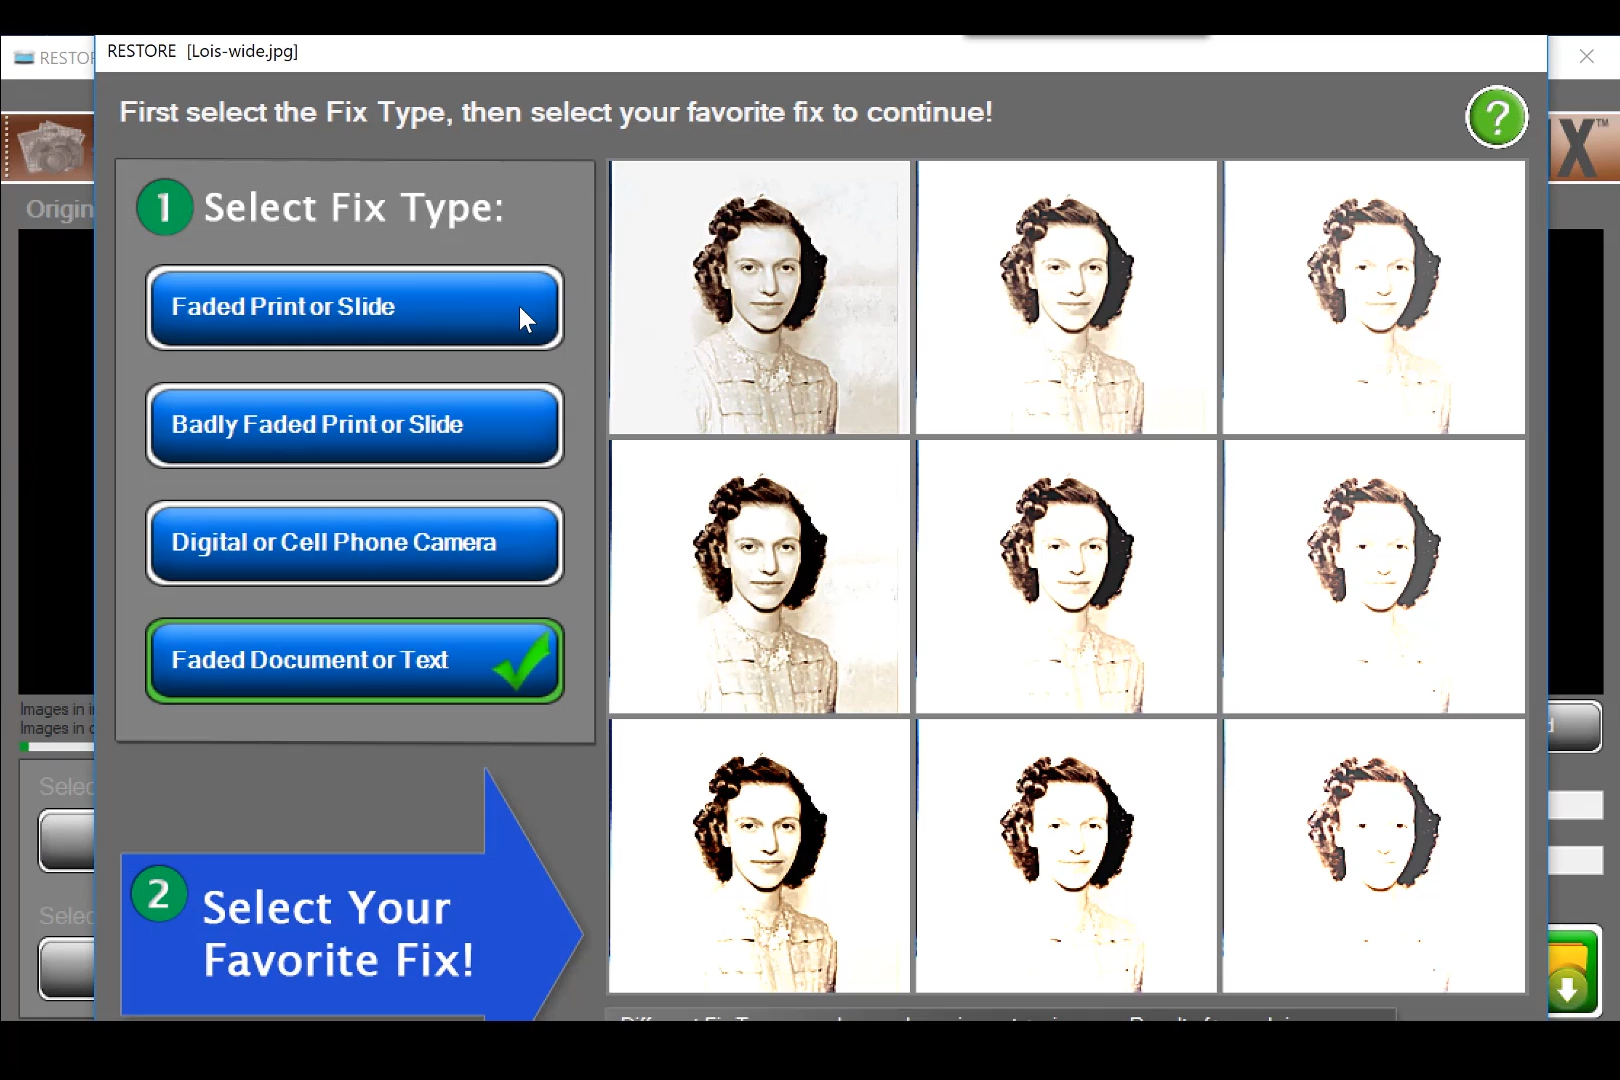 RESTORE [Lois-wide.jpg]
RESTO
First select the Fix Type, then select your favorite fix to continue!
?
X™
Origin
1 Select Fix Type:
Faded Print or Slide
Badly Faded Print or Slide
Digital or Cell Phone Camera
Faded Document or Text
Images in i
Images in
d
Selec
2 Select Your
Favorite Fix!
Selec